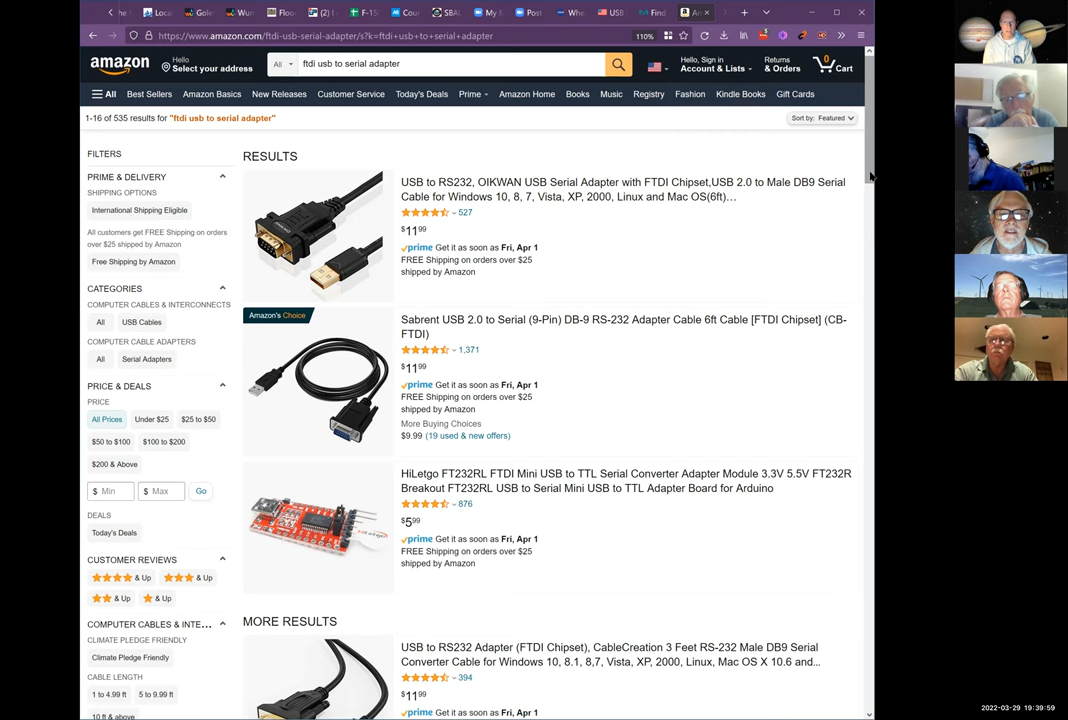 the H
Loca
Gole
Wun
Floo
(2) I
F-15
Cou
SBA
My I
Post
Whe
USB
Find
A
https://www.amazon.com/ftdi-usb-serial-adapter/s?k=ftdi+usb+to+serial+adapter
110%
amazon
Hello
Select your address
All
ftdi usb to serial adapter
Hello, Sign in
Account & Lists
Returns
& Orders
0
Cart
All
Best Sellers
Amazon Basics
New Releases
Customer Service
Today's Deals
Prime
Amazon Home
Books
Music
Registry
Fashion
Kindle Books
Gift Cards
1-16 of 535 results for "ftdi usb to serial adapter"
Sort by: Featured
FILTERS
PRIME & DELIVERY
SHIPPING OPTIONS
International Shipping Eligible
All customers get FREE Shipping on orders
over $25 shipped by Amazon
Free Shipping by Amazon
CATEGORIES
COMPUTER CABLES & INTERCONNECTS
All
USB Cables
COMPUTER CABLE ADAPTERS
All
Serial Adapters
PRICE & DEALS
PRICE
All Prices
Under $25
$25 to $50
$50 to $100
$100 to $200
$200 & Above
$ Min
$ Max
Go
DEALS
Today's Deals
CUSTOMER REVIEWS
& Up
& Up
& Up
& Up
COMPUTER CABLES & INTE...
CLIMATE PLEDGE FRIENDLY
Climate Pledge Friendly
CABLE LENGTH
1 to 4.99 ft
5 to 9.99 ft
10 ft & above
RESULTS
USB to RS232, OIKWAN USB Serial Adapter with FTDI Chipset,USB 2.0 to Male DB9 Serial
Cable for Windows 10, 8, 7, Vista, XP, 2000, Linux and Mac OS(6ft)...
527
$11.99
prime Get it as soon as Fri, Apr 1
FREE Shipping on orders over $25
shipped by Amazon
Amazon's Choice
Sabrent USB 2.0 to Serial (9-Pin) DB-9 RS-232 Adapter Cable 6ft Cable [FTDI Chipset] (CB-
FTDI)
1,371
$11.99
prime Get it as soon as Fri, Apr 1
FREE Shipping on orders over $25
shipped by Amazon
More Buying Choices
$9.99 (19 used & new offers)
HiLetgo FT232RL FTDI Mini USB to TTL Serial Converter Adapter Module 3.3V 5.5V FT232R
Breakout FT232RL USB to Serial Mini USB to TTL Adapter Board for Arduino
876
$5.99
prime Get it as soon as Fri, Apr 1
FREE Shipping on orders over $25
shipped by Amazon
MORE RESULTS
USB to RS232 Adapter (FTDI Chipset), CableCreation 3 Feet RS-232 Male DB9 Serial
Converter Cable for Windows 10, 8.1, 8,7, Vista, XP, 2000, Linux, Mac OS X 10.6 and...
394
$11.99
prime Get it as soon as Fri, Apr 1
2022-03-29 19:39:59